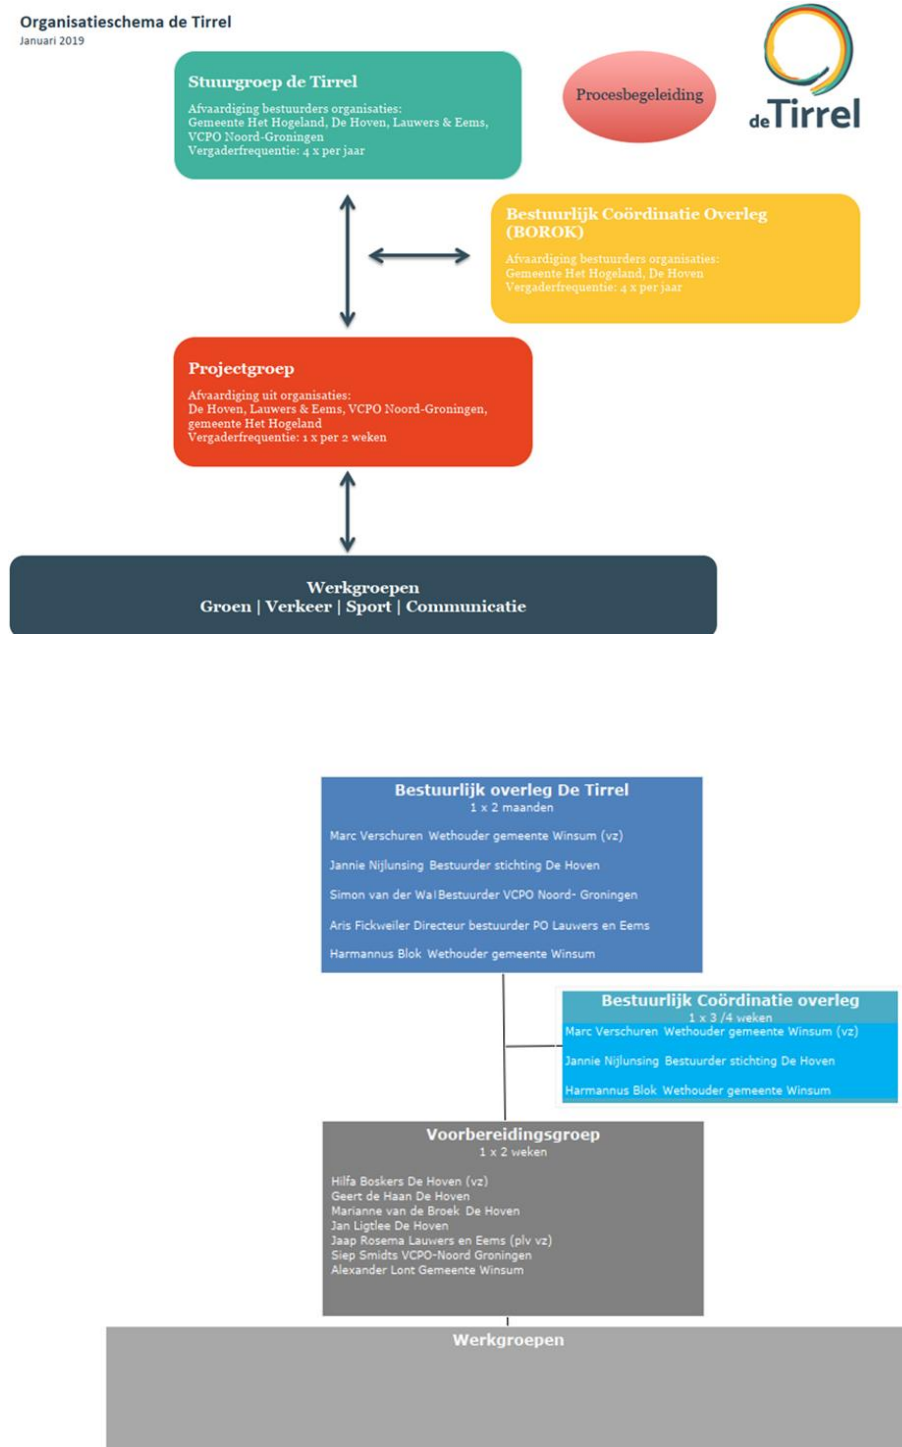 Organisatieschema de Tirrel
Januari 2019
Stuurgroep de Tirrel
Afvaardiging bestuurders organisaties:
Gemeente Het Hogeland, De Hoven, Lauwers & Eems,
VCPO Noord-Groningen
Vergaderfrequentie: 4 x per jaar
Procesbegeleiding
deTirrel
Bestuurlijk Coördinatie Overleg
(BOROK)
Afvaardiging bestuurders organisaties:
Gemeente Het Hogeland, De Hoven
Vergaderfrequentie: 4 x per jaar
Projectgroep
Afvaardiging uit organisaties:
De Hoven, Lauwers & Eems, VCPO Noord-Groningen,
gemeente Het Hogeland
Vergaderfrequentie: 1 x per 2 weken
Werkgroepen
Groen | Verkeer | Sport | Communicatie
Bestuurlijk overleg De Tirrel
1 x 2 maanden
Marc Verschuren Wethouder gemeente Winsum (vz)
Jannie Nijlunsing Bestuurder stichting De Hoven
Simon van der Wal Bestuurder VCPO Noord- Groningen
Aris Fickweiler Directeur bestuurder PO Lauwers en Eems
Harmannus Blok Wethouder gemeente Winsum
Bestuurlijk Coördinatie overleg
1 x 3 /4 weken
Marc Verschuren Wethouder gemeente Winsum (vz)
Jannie Nijlunsing Bestuurder stichting De Hoven
Harmannus Blok Wethouder gemeente Winsum
Voorbereidingsgroep
1 x 2 weken
Hilfa Boskers De Hoven (vz)
Geert de Haan De Hoven
Marianne van de Broek De Hoven
Jan Ligtlee De Hoven
Jaap Rosema Lauwers en Eems (plv vz)
Siep Smidts VCPO-Noord Groningen
Alexander Lont Gemeente Winsum
Werkgroepen